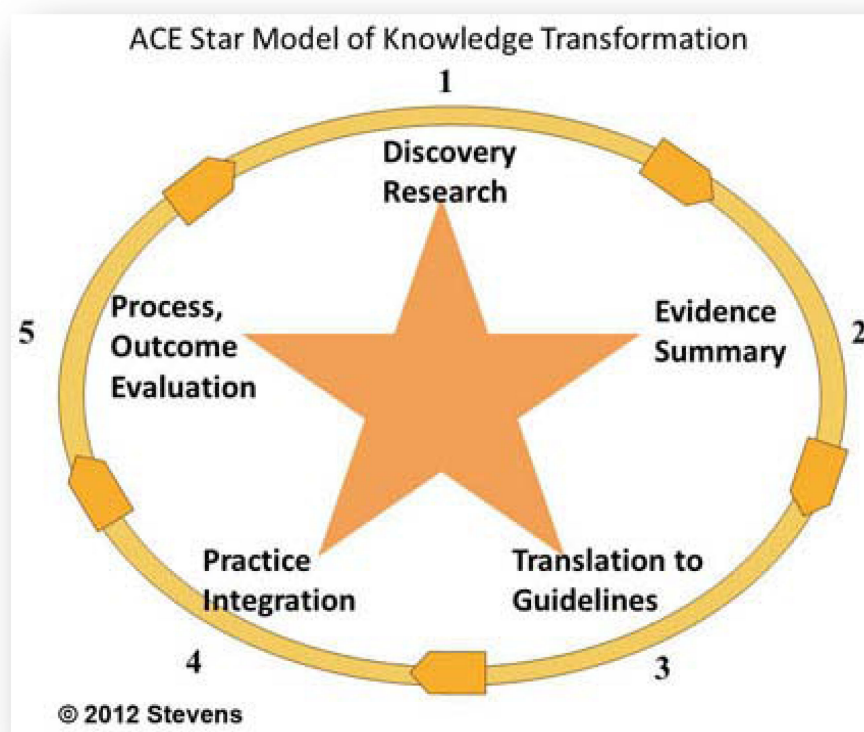 ACE Star Model of Knowledge Transformation
1
Discovery
Research
Evidence
Summary
2
Translation to
Guidelines
3
Practice
Integration
4
Process,
Outcome
Evaluation
5
© 2012 Stevens